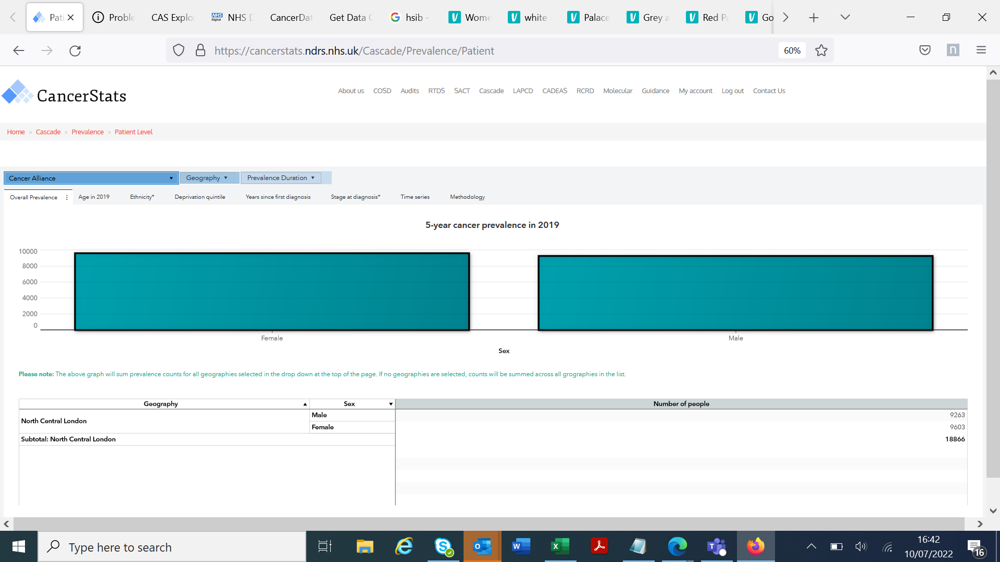 Pati
Proble
CAS Explo
NHS D
CancerDat
Get Data
hsib -
Wome
white
Palace
Grey a
Red Pa
Go
https://cancerstats.ndrs.nhs.uk/Cascade/Prevalence/Patient
60%
n
CancerStats
About us COSD Audits RTDS SACT Cascade LAPCD CADEAS RCRD Molecular Guidance My account Log out Contact Us
Home » Cascade » Prevalence » Patient Level
Cancer Alliance
Geography
Prevalence Duration
Overall Prevalence
Age in 2019
Ethnicity*
Deprivation quintile
Years since first diagnosis
Stage at diagnosis*
Time series
Methodology
5-year cancer prevalence in 2019
10000
8000
6000
4000
2000
0
Female
Male
Sex
Please note: The above graph will sum prevalence counts for all geographies selected in the drop down at the top of the page. If no geographies are selected, counts will be summed across all grographies in the list.
Geography Sex Number of people
North Central London
Male 9263
Female 9603
Subtotal: North Central London 18866
Type here to search
16:42
10/07/2022
16